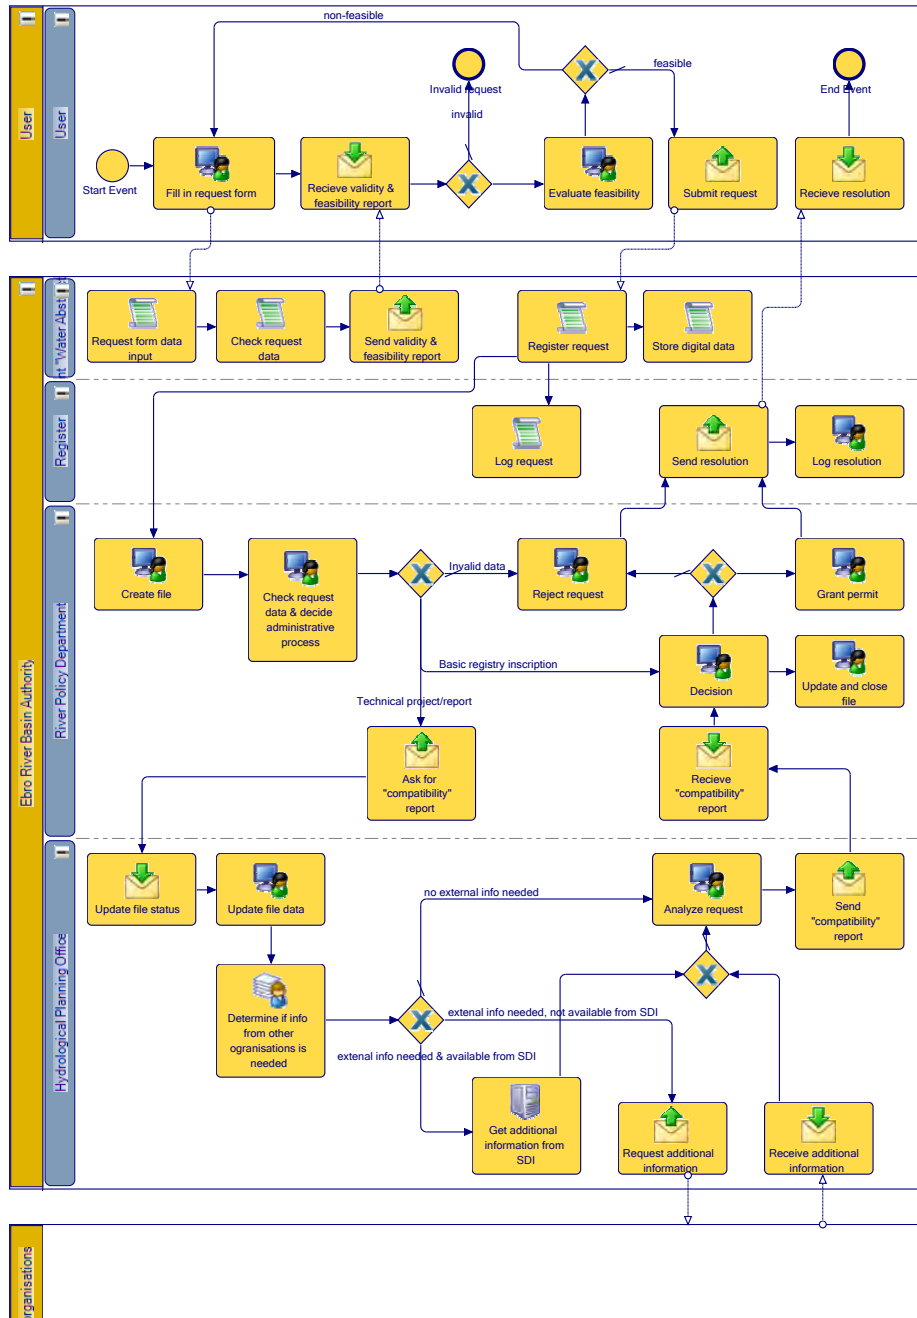 User
User
non-feasible
Invalid request
invalid
feasible
End Event
Start Event
Fill in request form
Recieve validity &
feasibility report
Evaluate feasibility
Submit request
Recieve resolution
Ebro River Basin Authority
nt "Water Abst
Request form data
input
Check request
data
Send validity &
feasibility report
Register request
Store digital data
Register
Log request
Send resolution
Log resolution
River Policy Department
Create file
Check request
data & decide
administrative
process
Invalid data
Reject request
Grant permit
Basic registry inscription
Decision
Update and close
file
Technical project/report
Ask for
"compatibility"
report
Recieve
"compatibility"
report
Hydrological Planning Office
Update file status
Update file data
no external info needed
Analyze request
Send
"compatibility"
report
Determine if info
from other
ogranisations is
needed
extenal info needed, not available from SDI
extenal info needed & available from SDI
Get additional
information from
SDI
Request additional
information
Receive additional
information
organisations